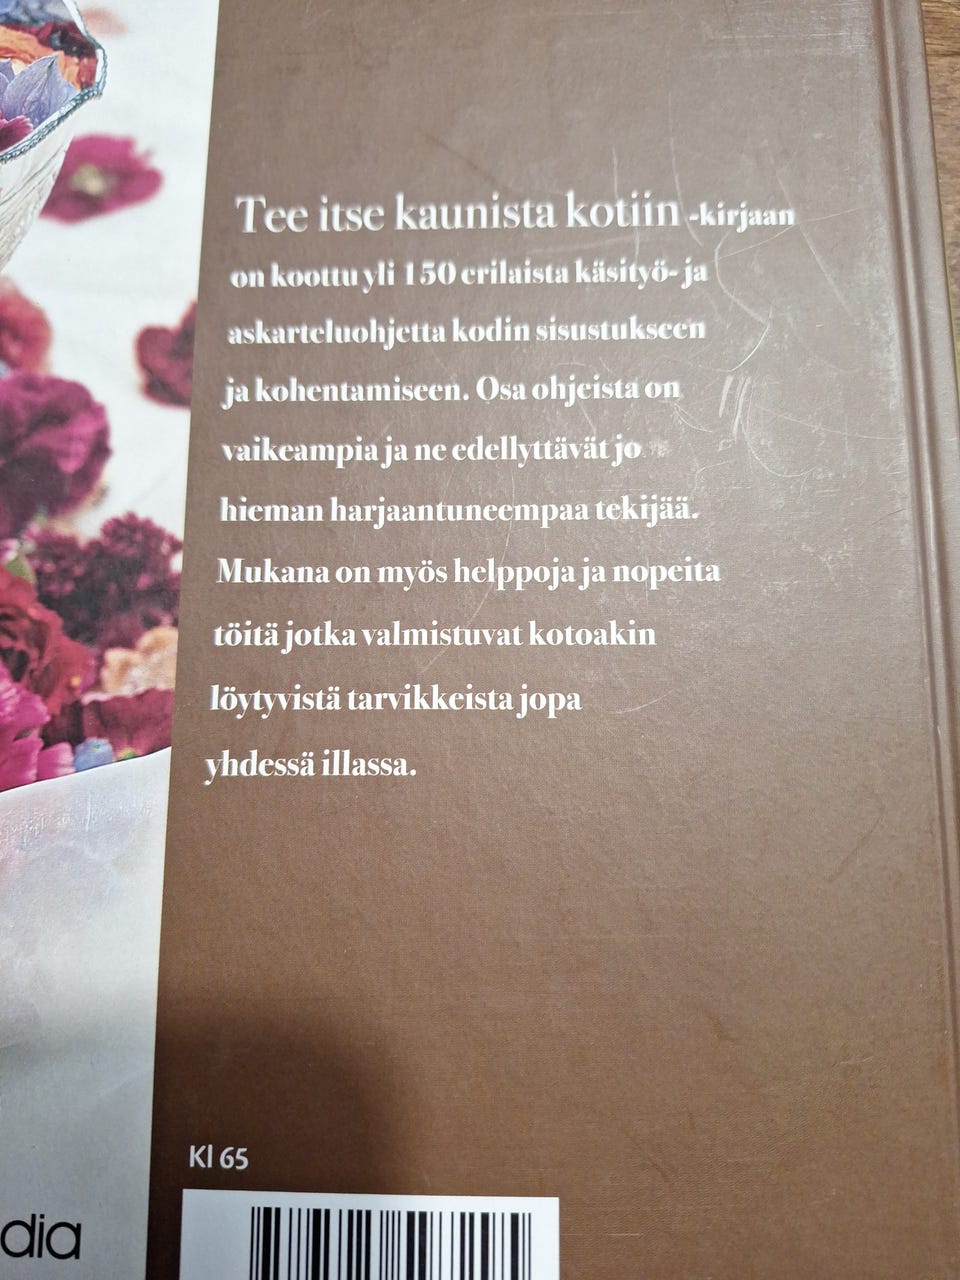 Tee itse kaunista kotiin -kirjaan
on koottu yli 150 erilaista käsityö- ja
askarteluohjetta kodin sisustukseen
ja kohentamiseen. Osa ohjeista on
vaikeampia ja ne edellyttävät jo
hieman harjaantuneempaa tekijää.
Mukana on myös helppoja ja nopeita
töitä jotka valmistuvat kotoakin
löytyvistä tarvikkeista jopa
yhdessä illassa.
Kl 65
dia